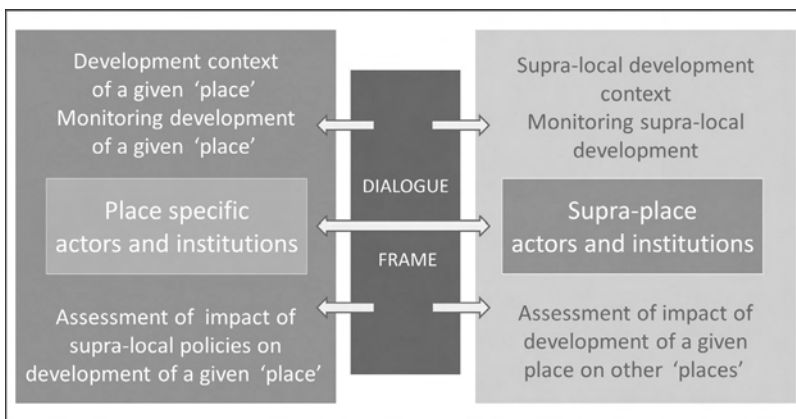 Development context
of a given ‘place’
Monitoring development
of a given ‘place’
Place specific
actors and institutions
Assessment of impact of
supra-local policies on
development of a given ‘place’
DIALOGUE
FRAME
Supra-local development
context
Monitoring supra-local
development
Supra-place
actors and institutions
Assessment of impact of
development of a given
place on other ‘places’